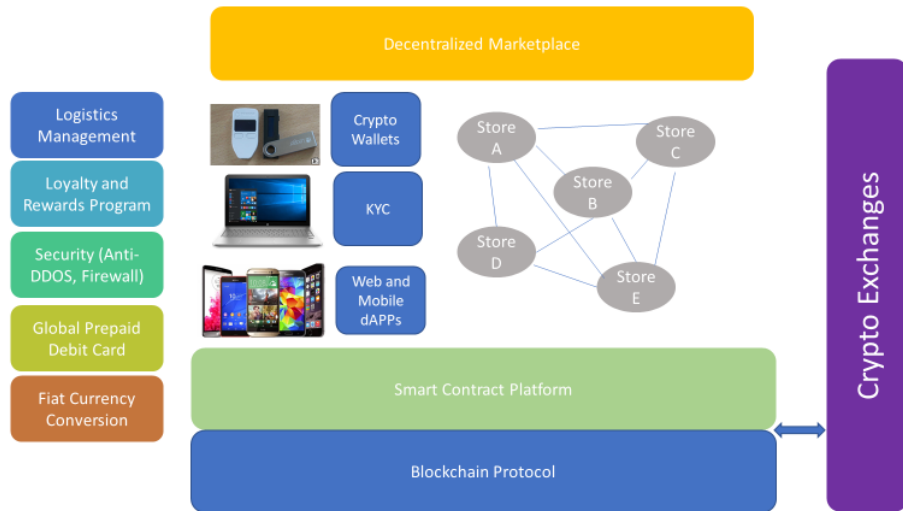 Decentralized Marketplace
Logistics
Management
Loyalty and
Rewards Program
Security (Anti-
DDOS, Firewall)
Global Prepaid
Debit Card
Fiat Currency
Conversion
Crypto
Wallets
KYC
Web and
Mobile
dAPPs
Store
A
Store
C
Store
B
Store
D
Store
E
Smart Contract Platform
Blockchain Protocol
Crypto Exchanges